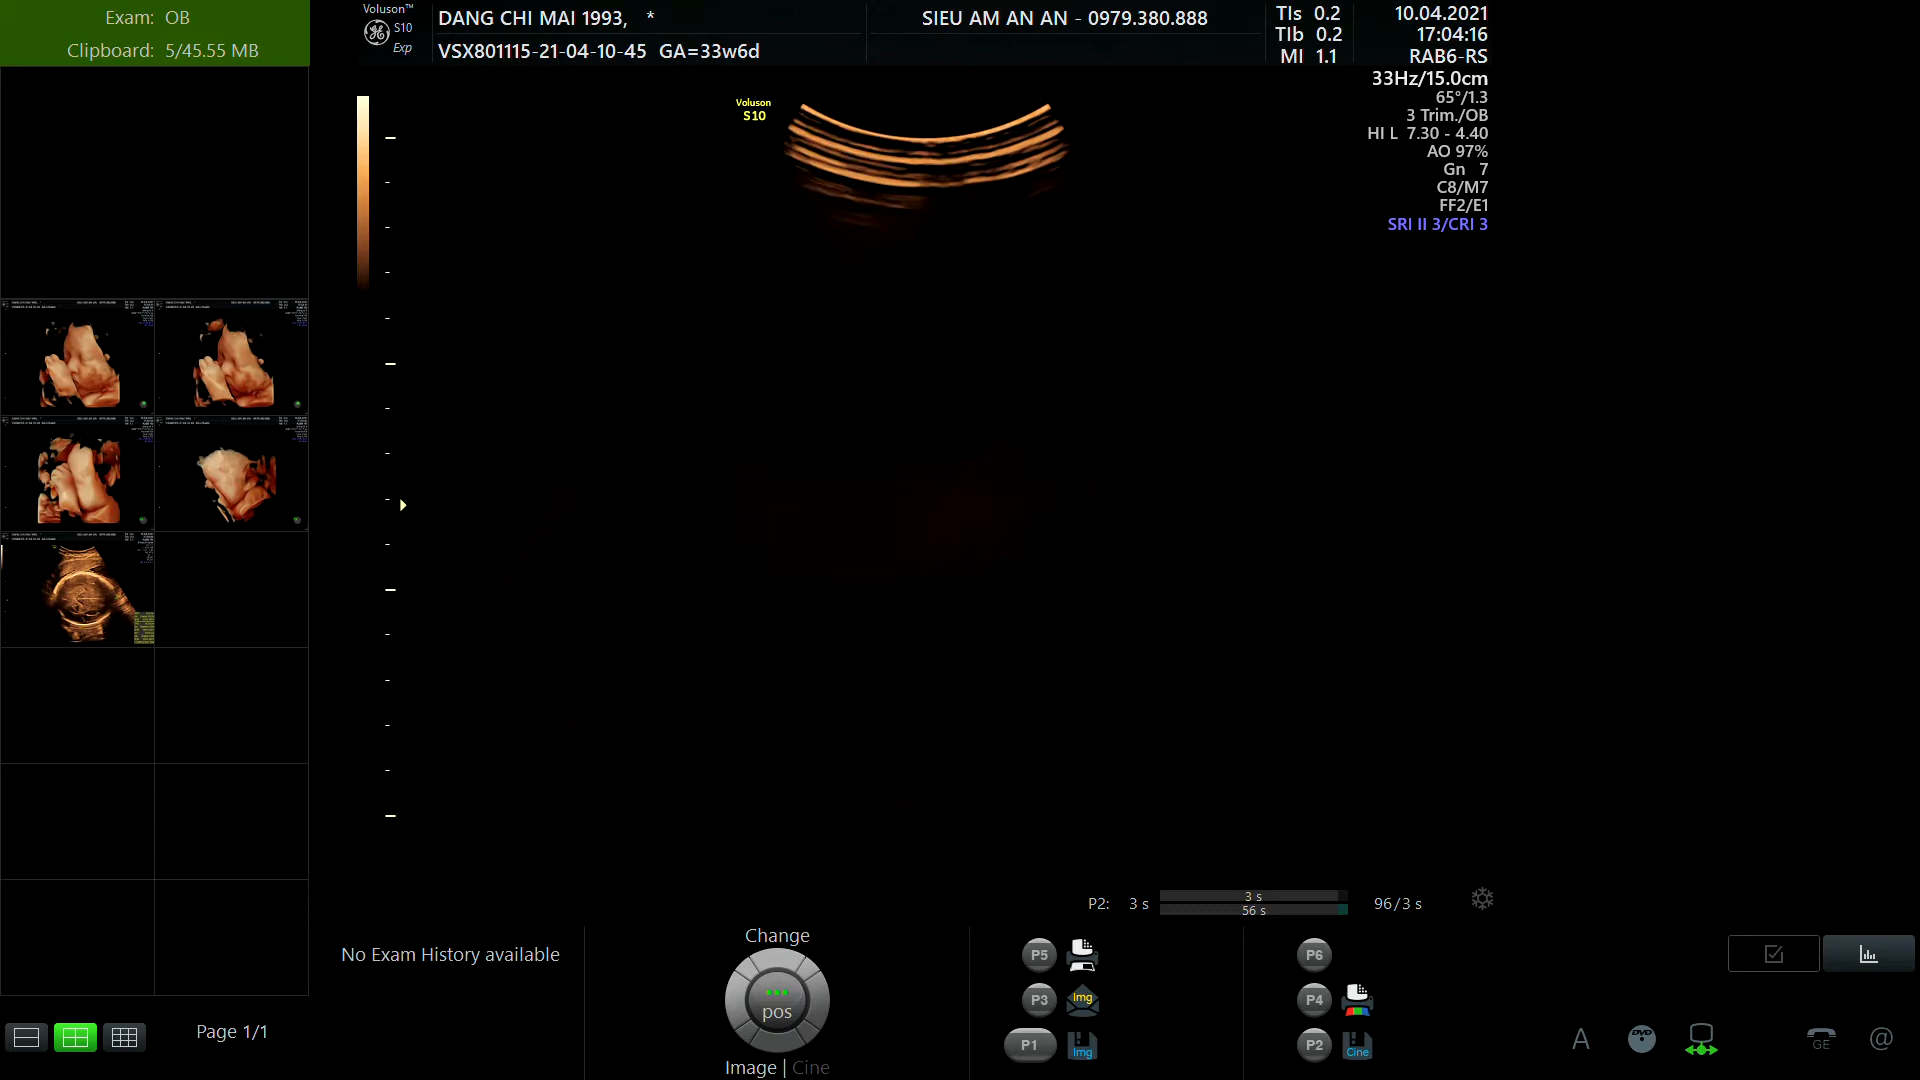 Exam: OB
Clipboard: 5/45.55 MB
Voluson™
S10
Exp
DANG CHI MAI 1993, *
VSX801115-21-04-10-45 GA=33w6d
SIEU AM AN AN - 0979.380.888
TIs 0.2
TIb 0.2
MI 1.1
10.04.2021
17:04:16
RAB6-RS
33Hz/15.0cm
65°/1.3
3 Trim./OB
HI L 7.30 - 4.40
AO 97%
Gn 7
C8/M7
FF2/E1
SRI II 3/CRI 3
Voluson
S10
P2: 3 s
3 s
56 s
96/3 s
No Exam History available
Change
pos
Image | Cine
P5
P3 Img
P1 Img
P6
P4
P2 Cine
Page 1/1
A
DVD
GE
@